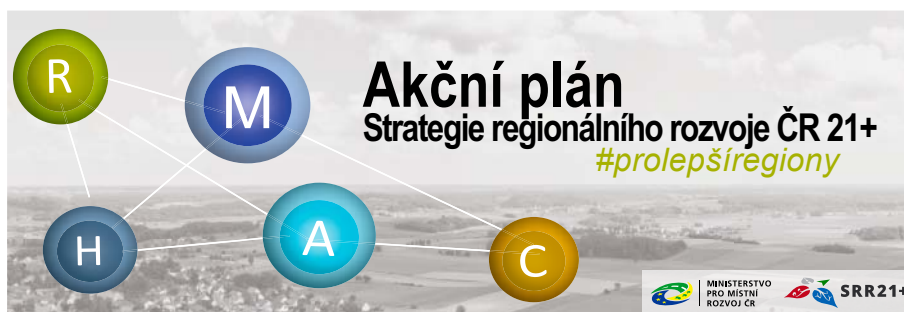 R
M
Akční plán
Strategie regionálního rozvoje ČR 21+
#prolepšíregiony
H
A
C
MINISTERSTVO
PRO MÍSTNÍ
ROZVOJ ČR
SRR21+